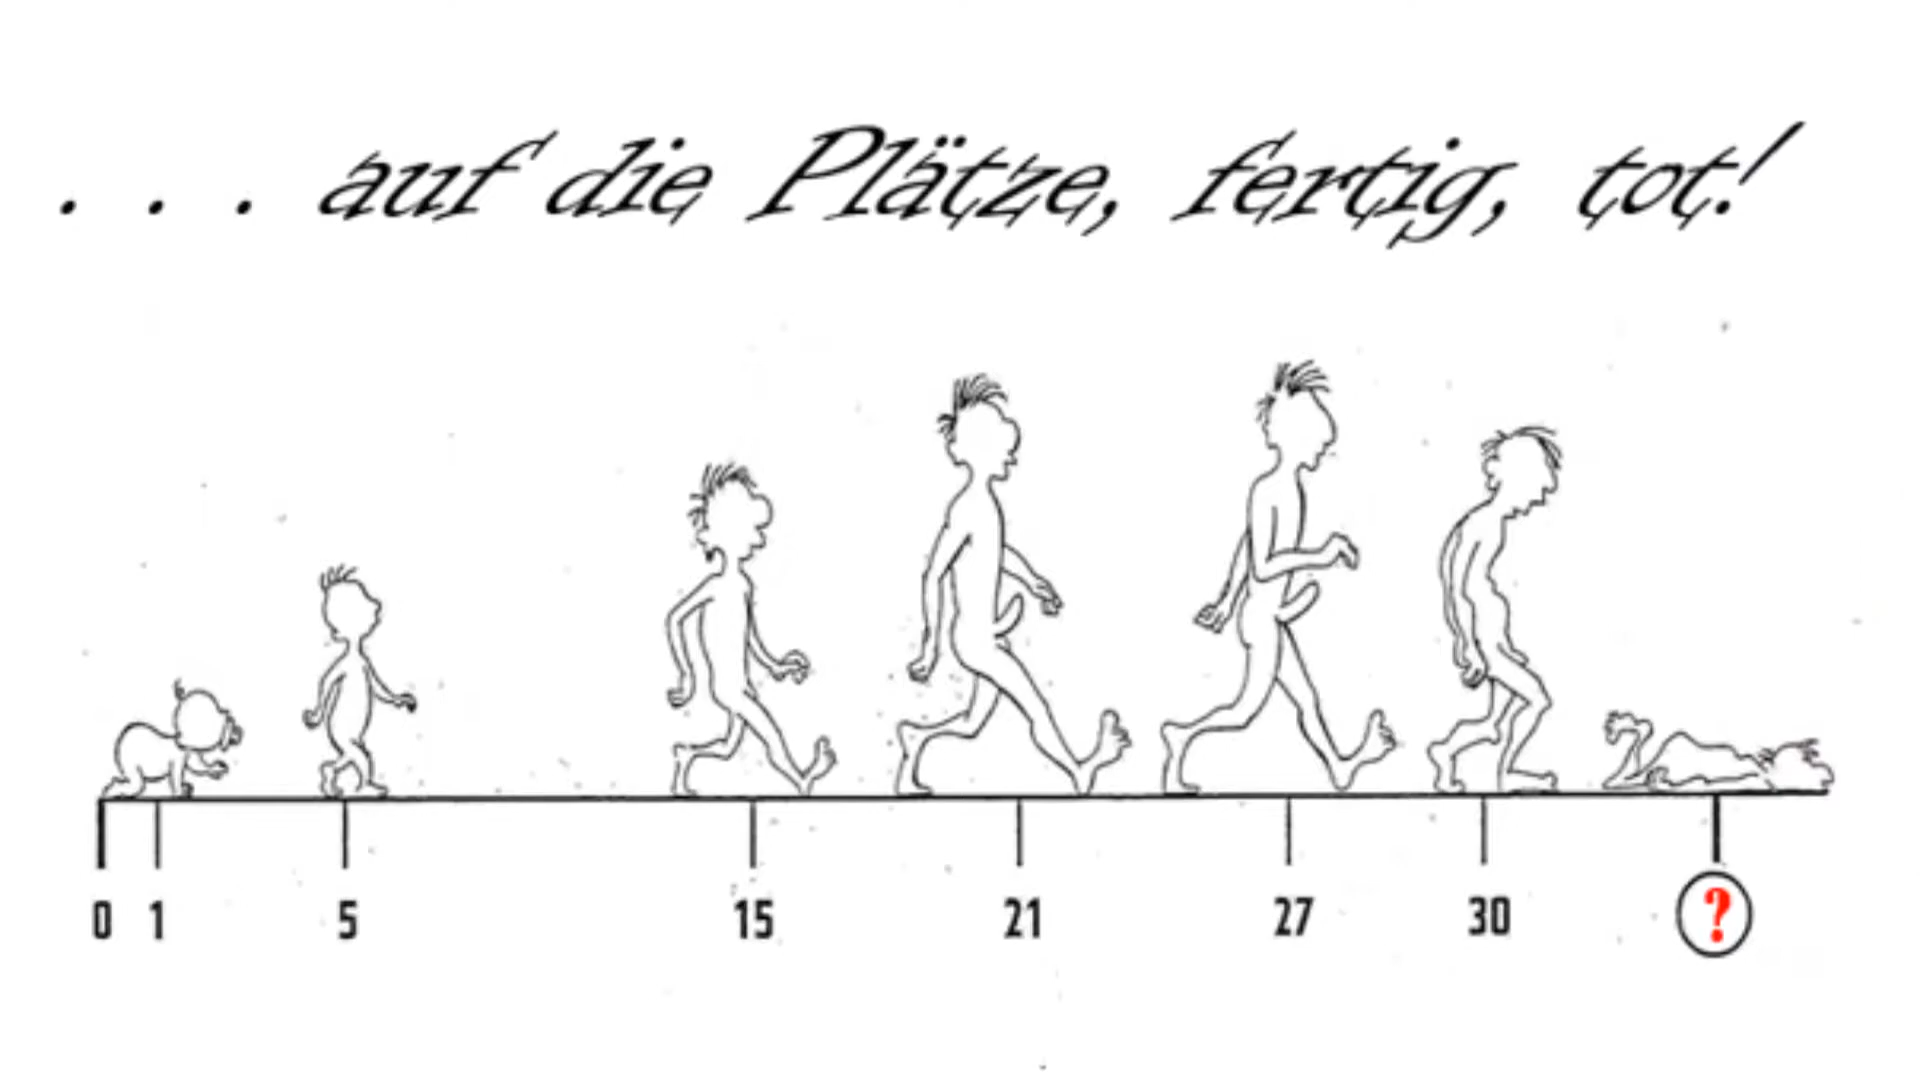 . . . auf die Plätze, fertig, tot!
0 1 5 15 21 27 30 ?